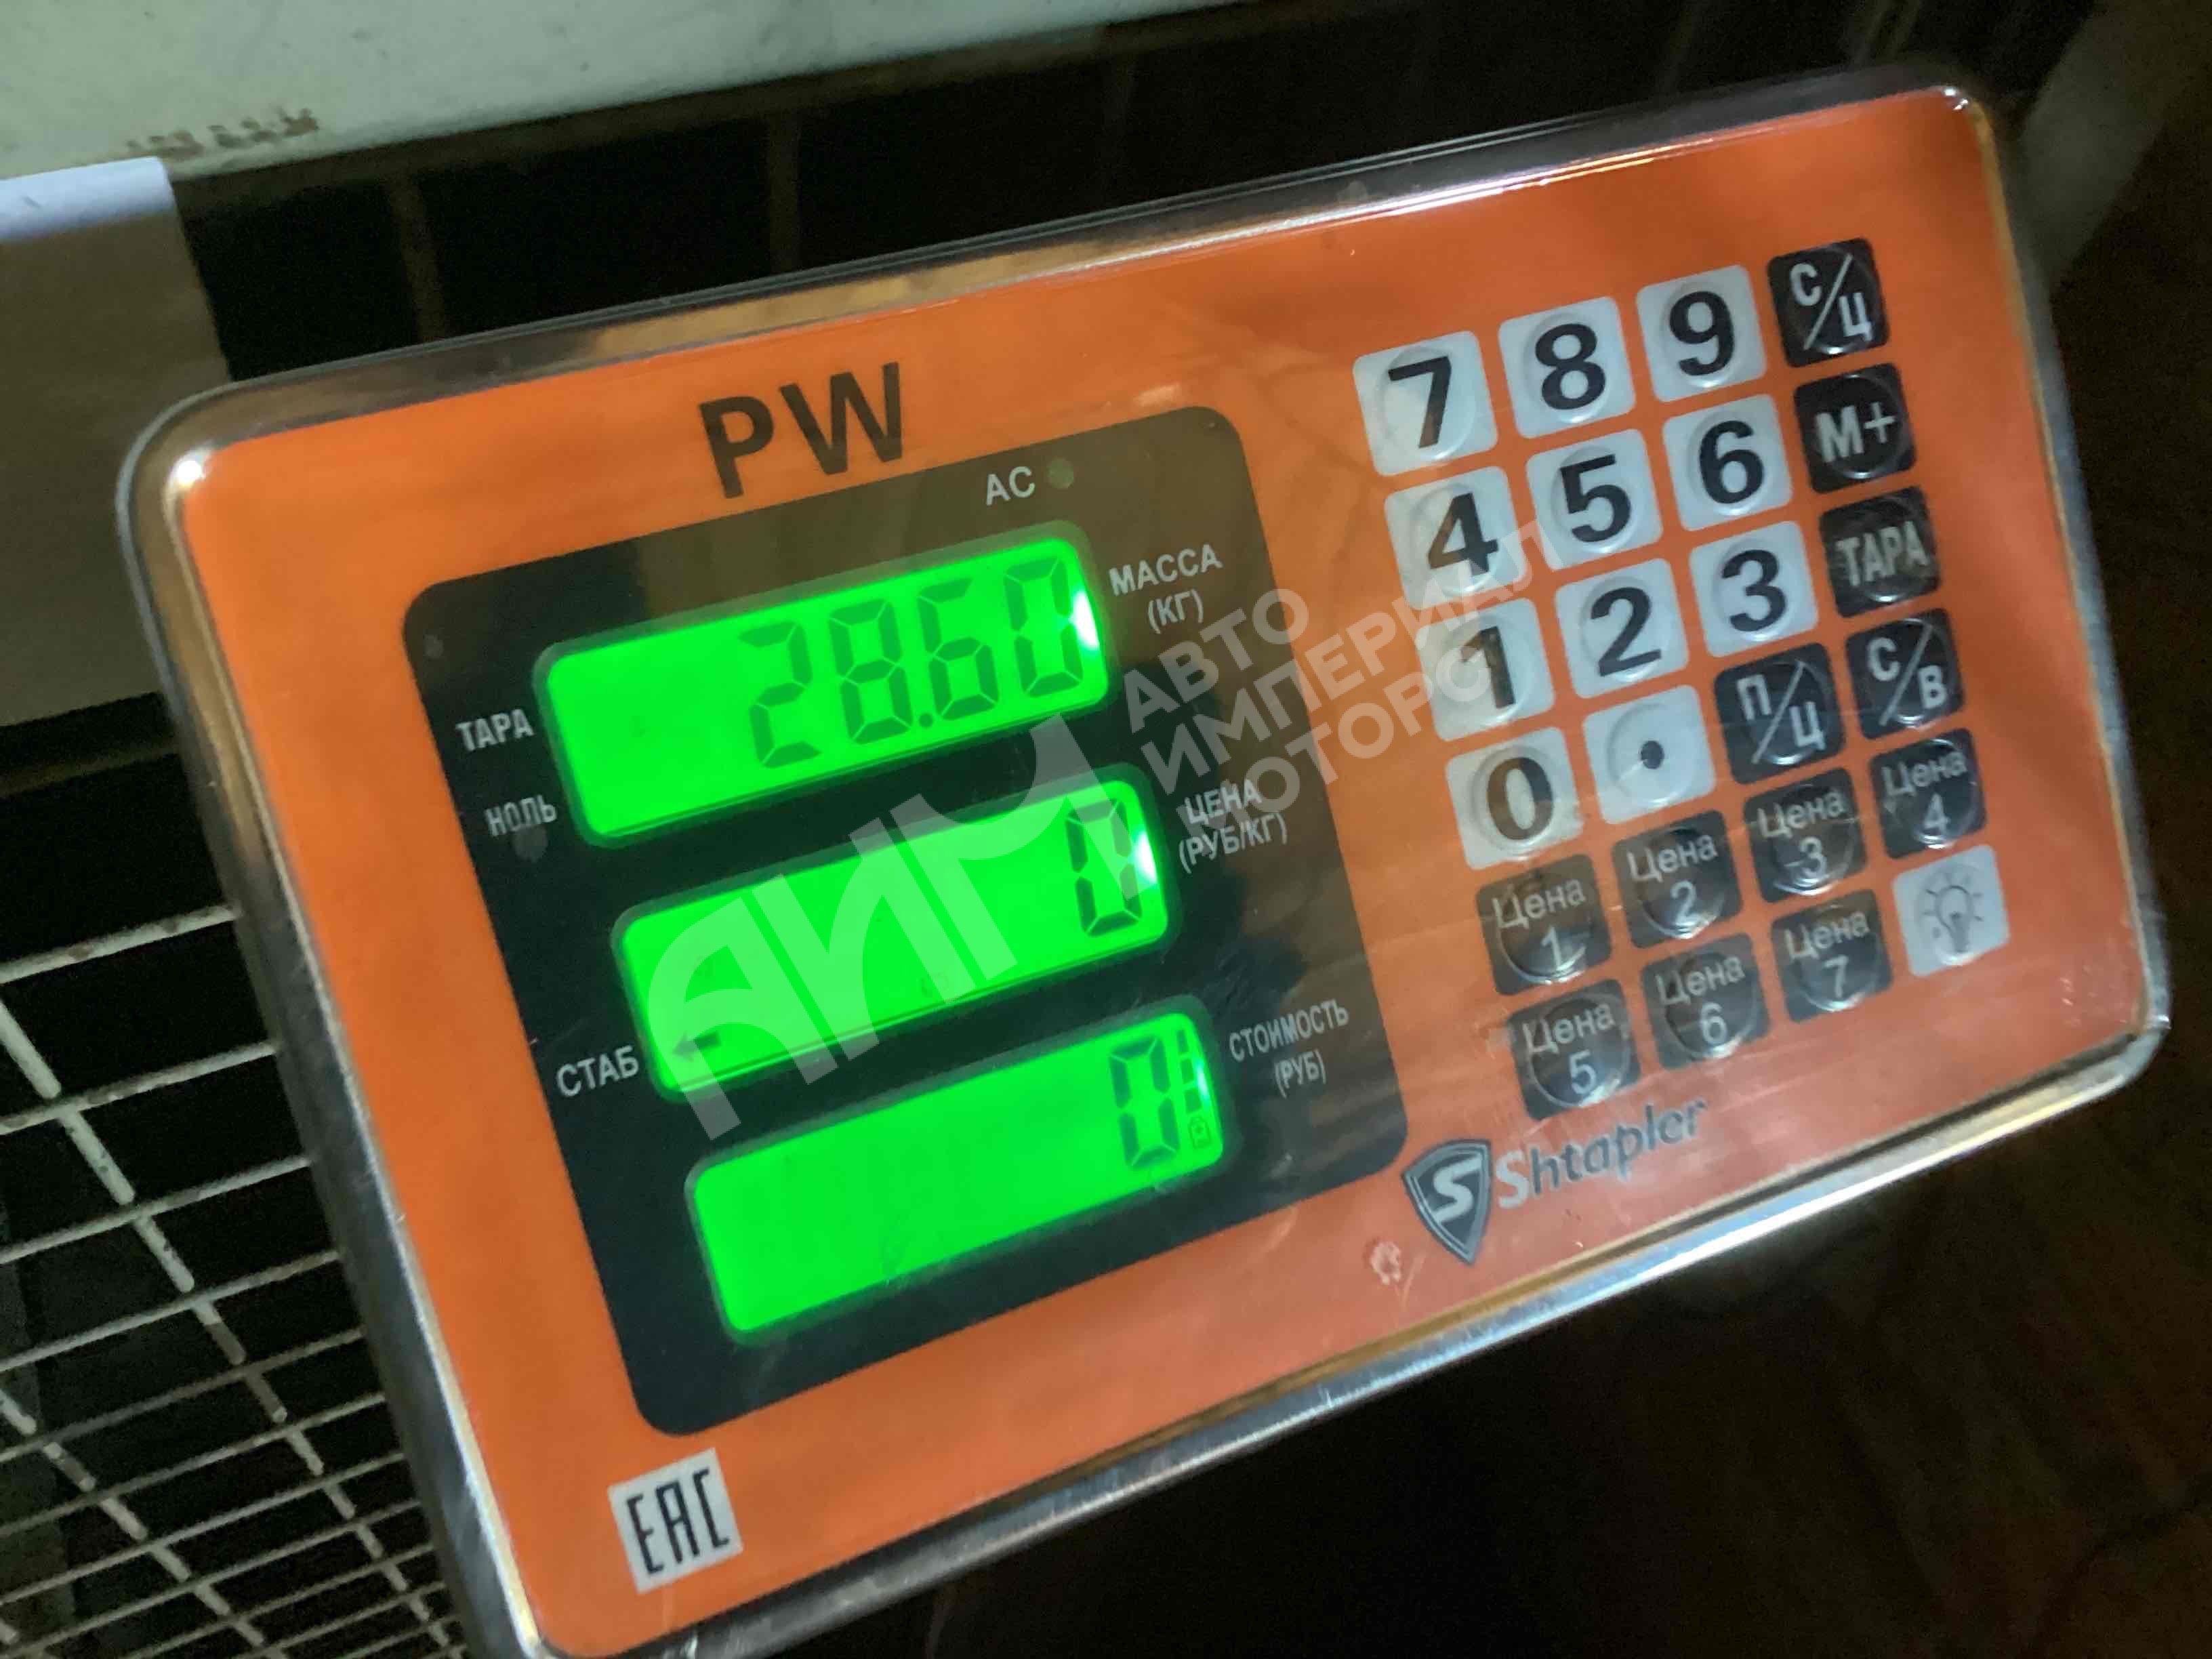 PW
AC
28.60
МАССА
(КГ)
ТАРА
НОЛЬ
0
ЦЕНА
(РУБ/КГ)
СТАБ
0
СТОИМОСТЬ
(РУБ)
7 8 9 С/Ц
4 5 6 М+
1 2 3 ТАРА
0 . П/Ц С/В
Цена 1 Цена 2 Цена 3 Цена 4
Цена 5 Цена 6 Цена 7
S Shtapler
EAC
АИМ
АВТО
ИМПЕРИАЛ
МОТОРС